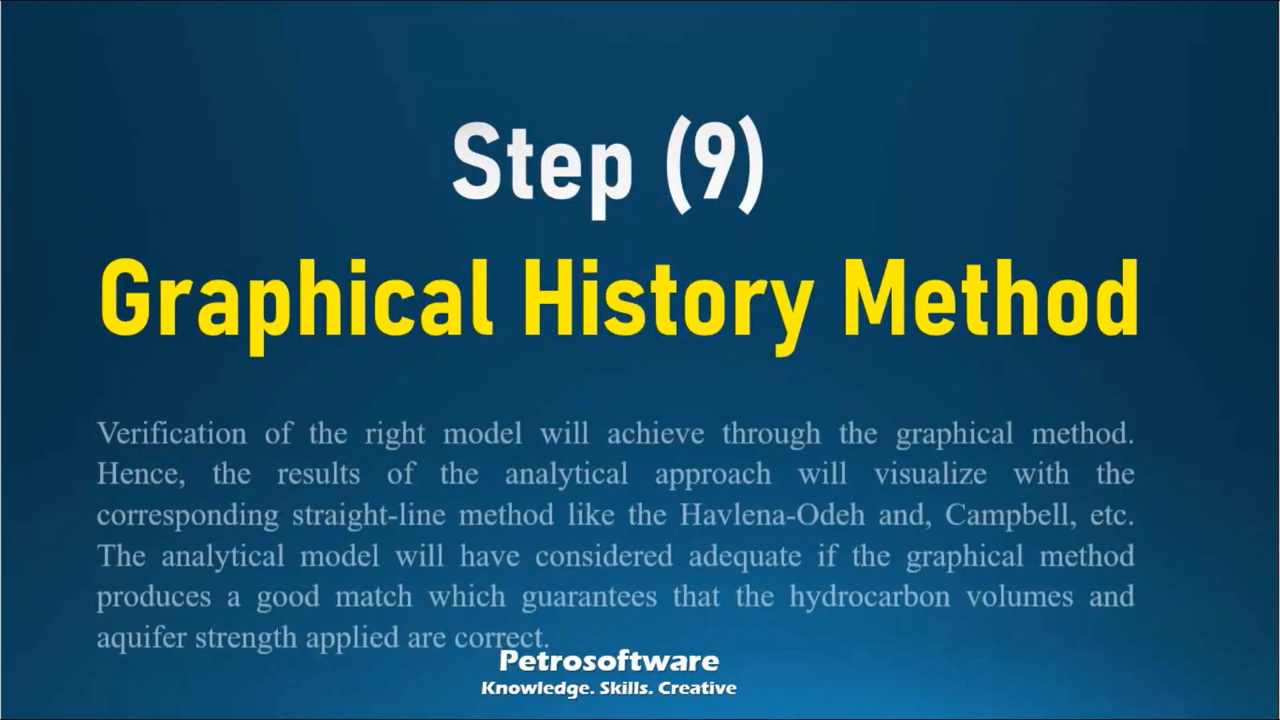 Step (9)
Graphical History Method
Verification of the right model will achieve through the graphical method.
Hence, the results of the analytical approach will visualize with the
corresponding straight-line method like the Havlena-Odeh and, Campbell, etc.
The analytical model will have considered adequate if the graphical method
produces a good match which guarantees that the hydrocarbon volumes and
aquifer strength applied are correct.
Petrosoftware
Knowledge. Skills. Creative